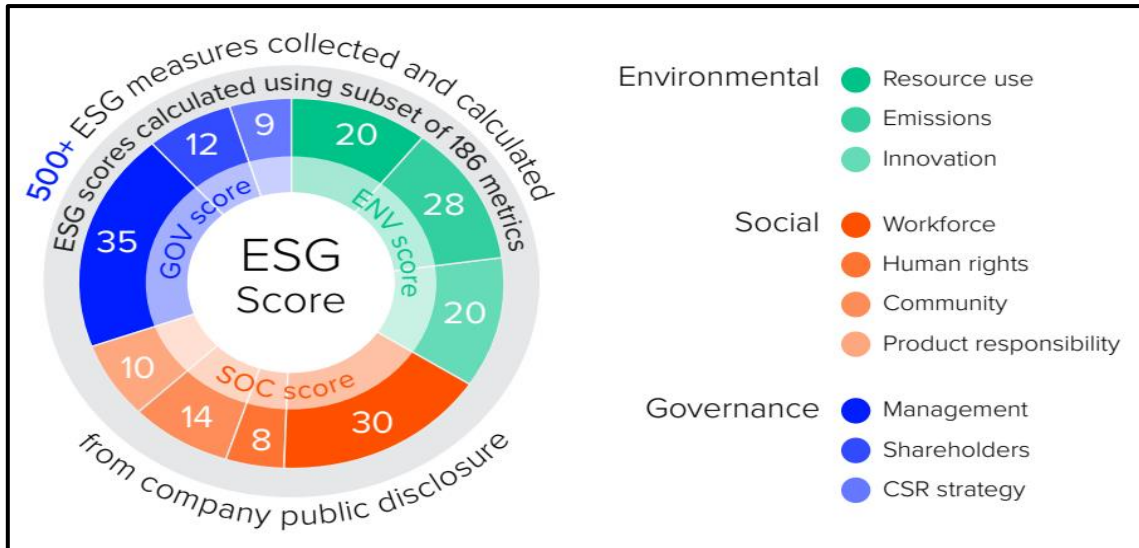 500+ ESG measures collected and calculated
ESG scores calculated using subset of 186 metrics
from company public disclosure
ESG
Score
GOV score
ENV score
SOC score
20
28
20
30
8
14
10
35
12
9
Environmental
Resource use
Emissions
Innovation
Social
Workforce
Human rights
Community
Product responsibility
Governance
Management
Shareholders
CSR strategy